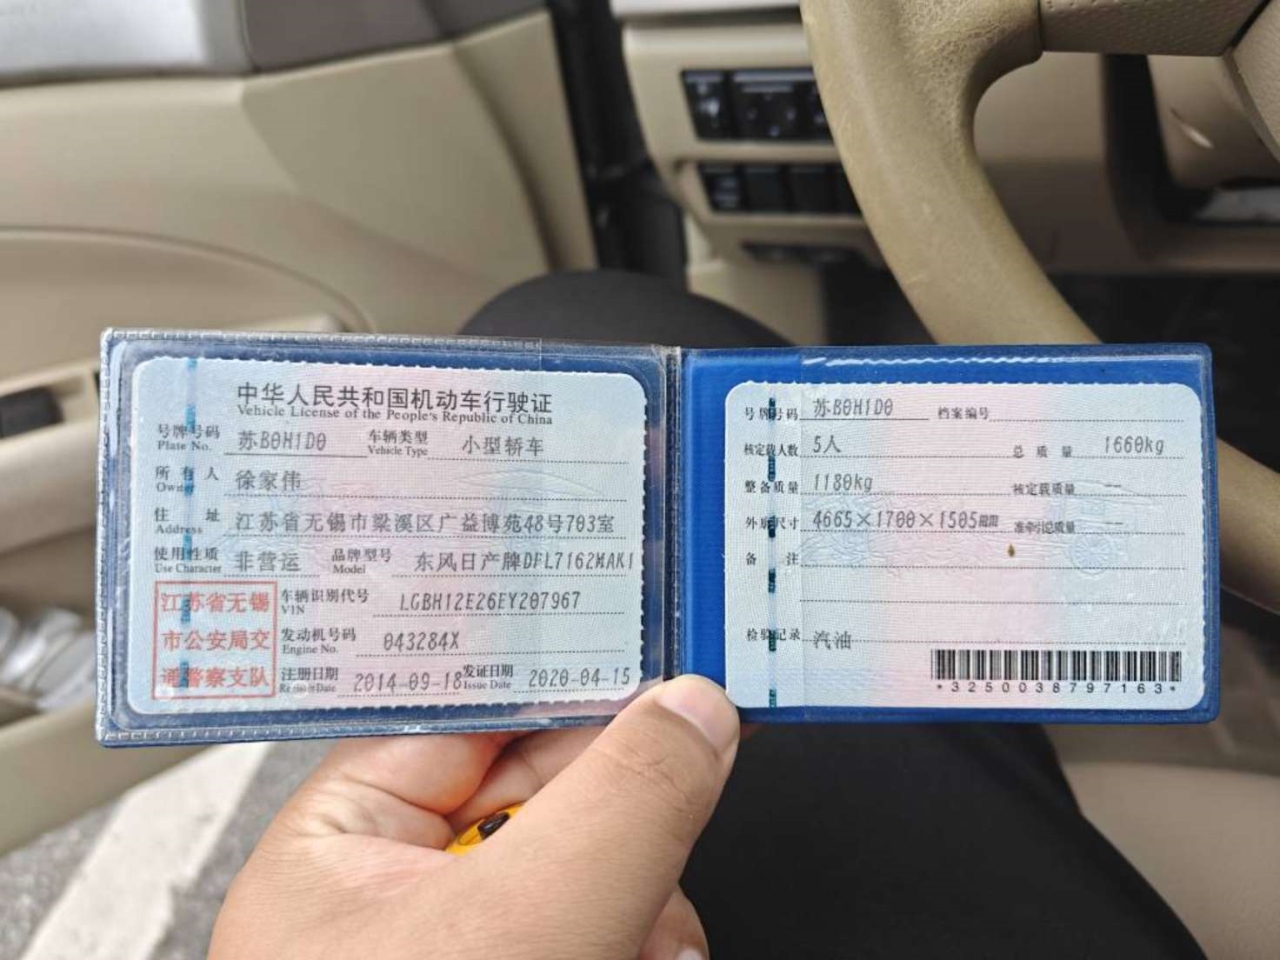 中华人民共和国机动车行驶证
Vehicle License of the People's Republic of China
号牌号码 苏B0H1D0 车辆类型 小型轿车
Plate No. Vehicle Type
所有人 徐家伟
Owner
住址 江苏省无锡市梁溪区广益博苑48号703室
Address
使用性质 非营运 品牌型号 东风日产牌DFL7162MAK1
Use Character Model
江苏省无锡
市公安局交
通警察支队
车辆识别代号 LGBH12E26EY207967
VIN
发动机号码 043284X
Engine No.
注册日期 2014-09-18 发证日期 2020-04-15
Register Date Issue Date
号牌号码 苏B0H1D0 档案编号
核定载人数 5人 总质量 1660kg
整备质量 1180kg 核定载质量 --
外廓尺寸 4665×1700×1505mm 准牵引总质量 --
备注
检验记录 汽油
*3250038797163*